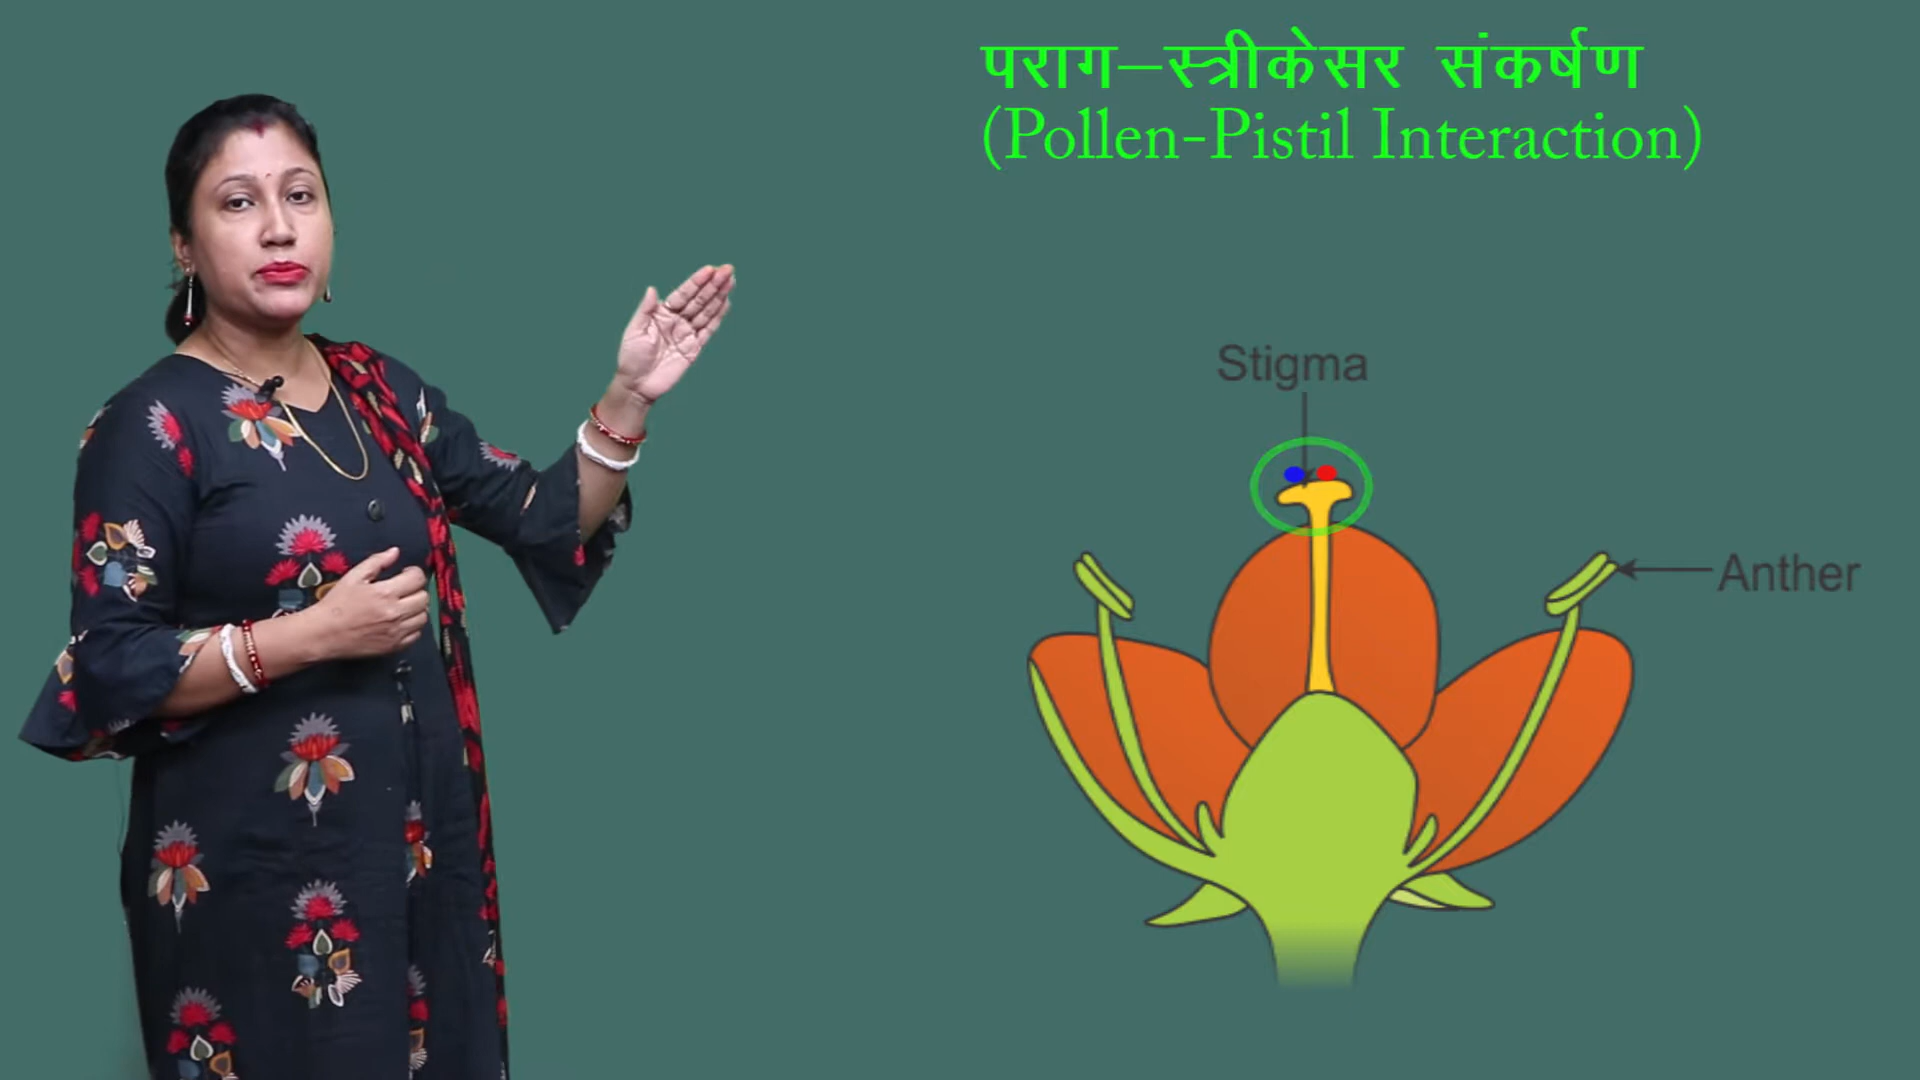 पराग–स्त्रीकेसर संकर्षण
(Pollen-Pistil Interaction)
Stigma
Anther